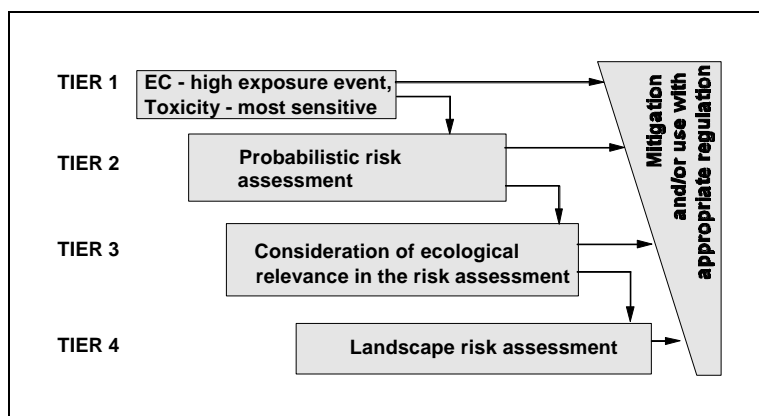 TIER 1
EC - high exposure event,
Toxicity - most sensitive
TIER 2
Probabilistic risk
assessment
TIER 3
Consideration of ecological
relevance in the risk assessment
TIER 4
Landscape risk assessment
Mitigation
and/or use with
appropriate regulation